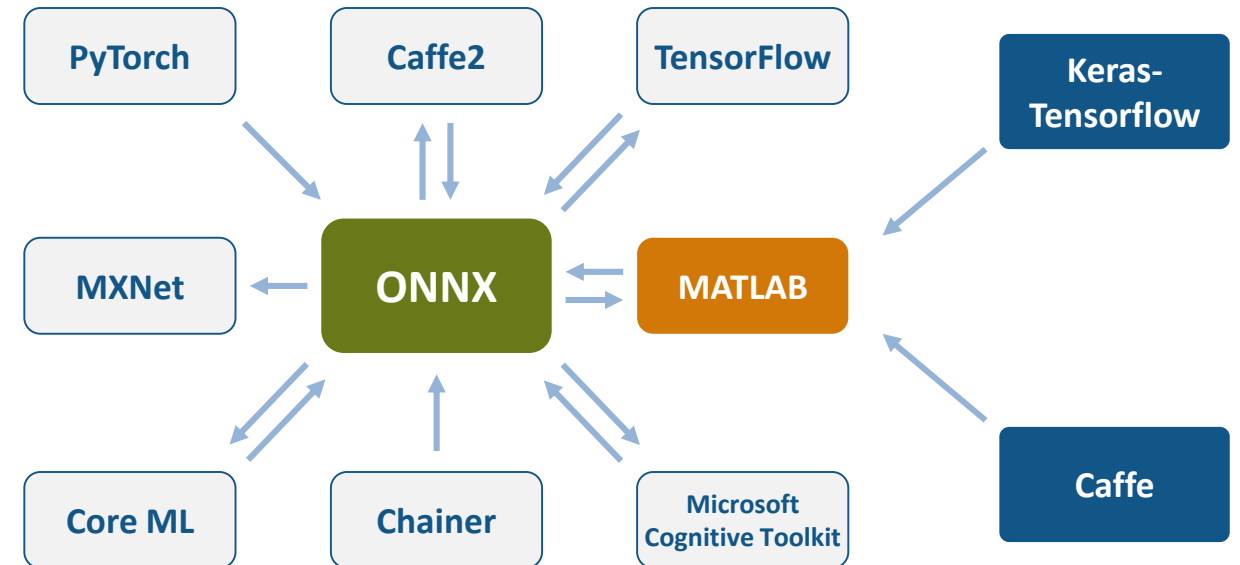 PyTorch
Caffe2
TensorFlow
Keras-
Tensorflow
MXNet
ONNX
MATLAB
Core ML
Chainer
Microsoft
Cognitive Toolkit
Caffe